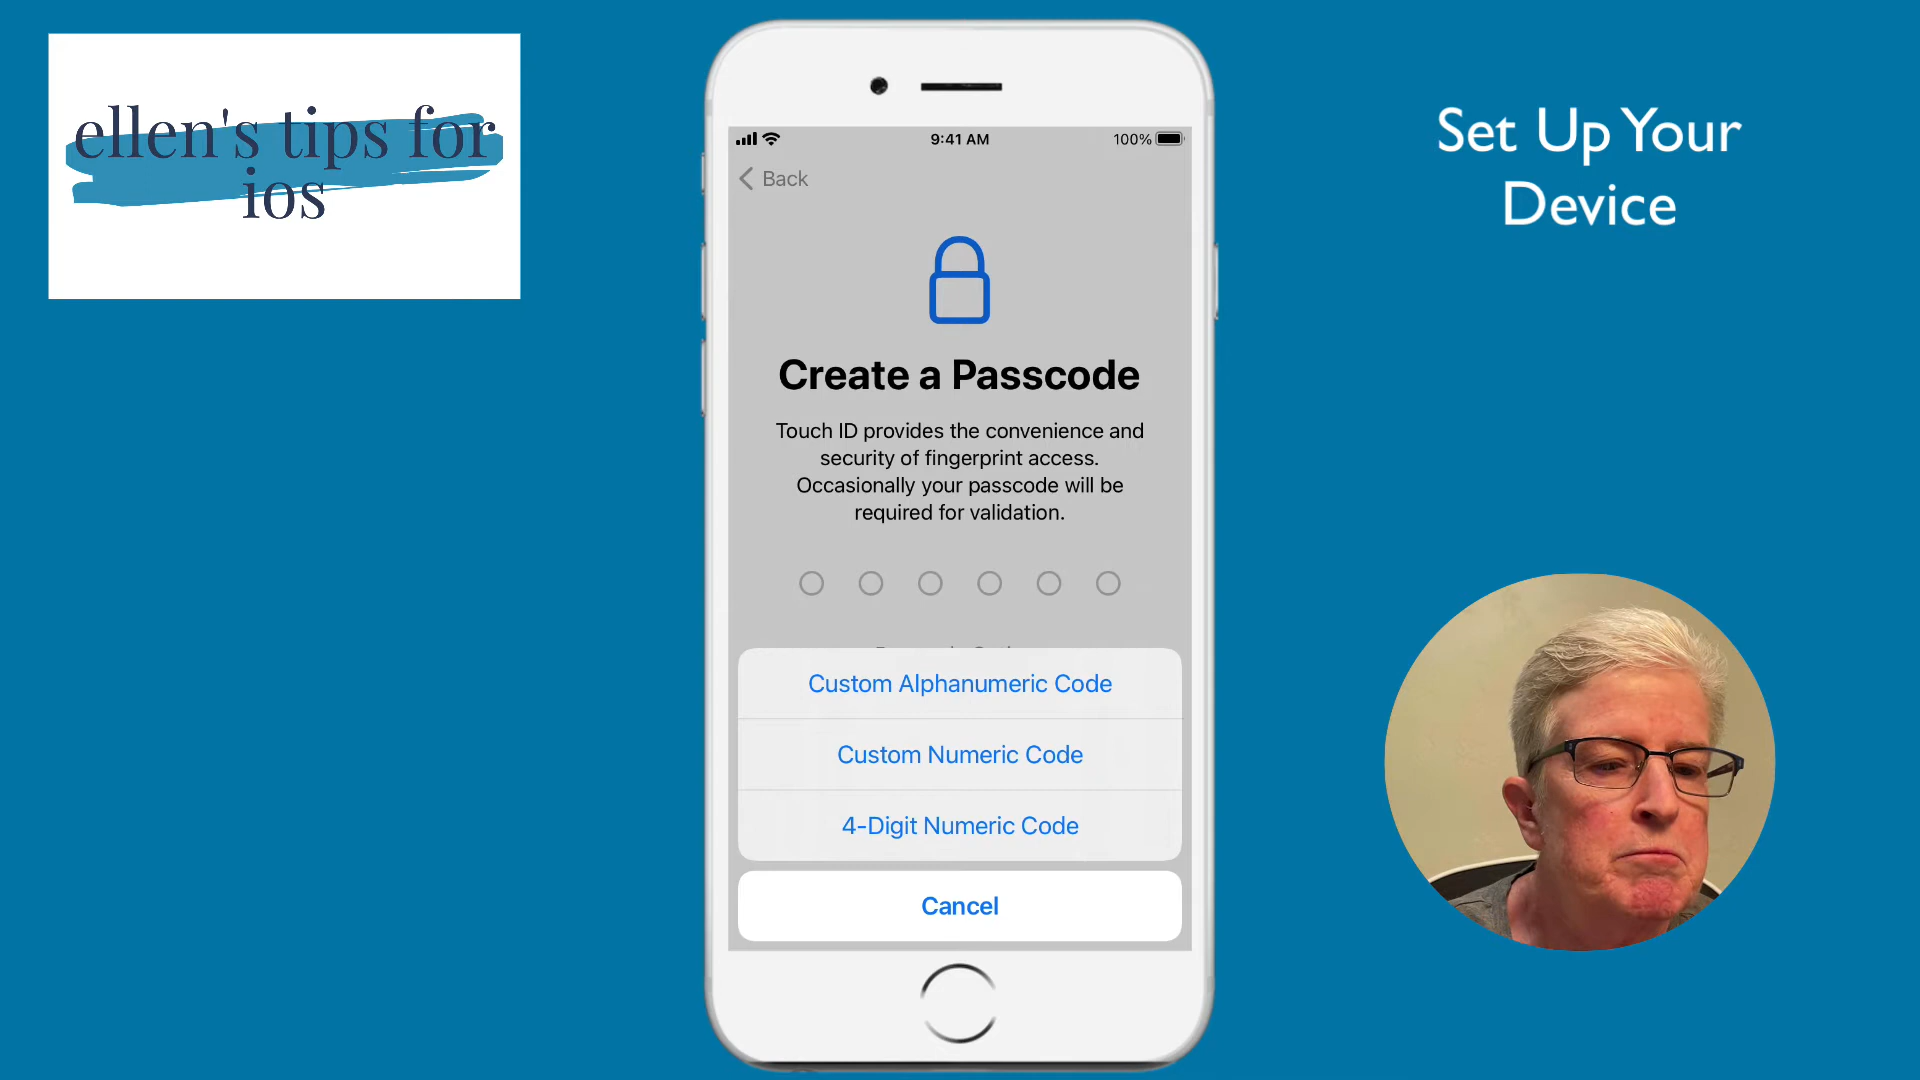 ellen's tips for
ios
Set Up Your
Device
9:41 AM
100%
Back
Create a Passcode
Touch ID provides the convenience and
security of fingerprint access.
Occasionally your passcode will be
required for validation.
Custom Alphanumeric Code
Custom Numeric Code
4-Digit Numeric Code
Cancel